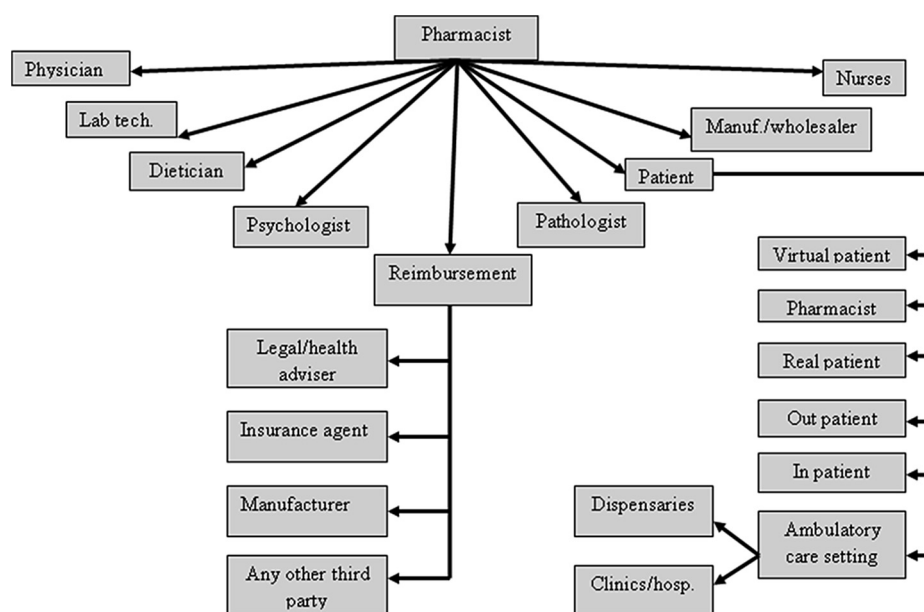 Pharmacist
Physician
Nurses
Lab tech.
Manuf./wholesaler
Dietician
Patient
Psychologist
Pathologist
Reimbursement
Virtual patient
Pharmacist
Real patient
Out patient
In patient
Ambulatory
care setting
Legal/health
adviser
Insurance agent
Manufacturer
Any other third
party
Dispensaries
Clinics/hosp.